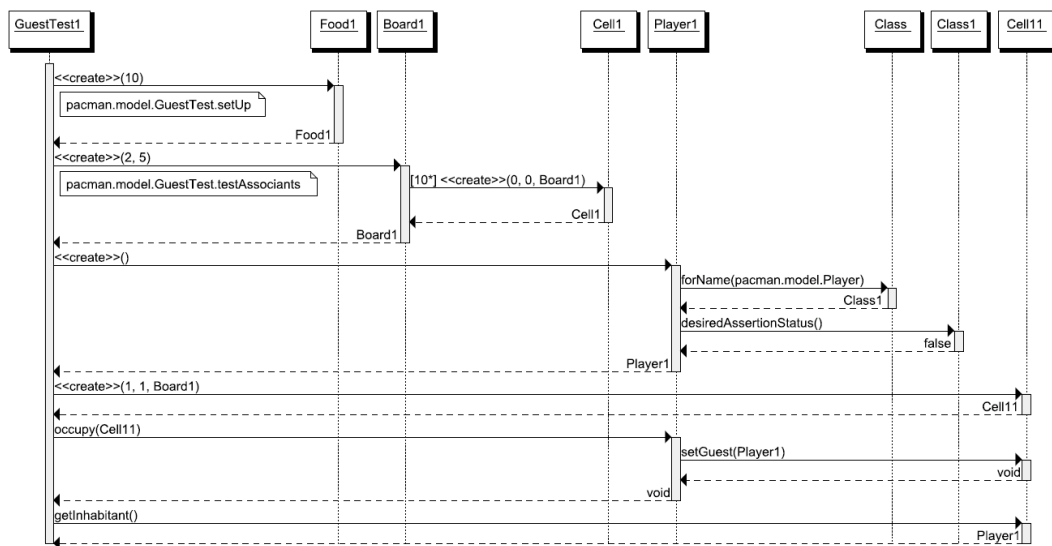 GuestTest1 Food1 Board1 Cell1 Player1 Class Class1 Cell11
<<create>>(10)
pacman.model.GuestTest.setUp
Food1
<<create>>(2, 5)
pacman.model.GuestTest.testAssociants
[10*] <<create>>(0, 0, Board1)
Cell1
Board1
<<create>>()
forName(pacman.model.Player)
Class1
desiredAssertionStatus()
false
Player1
<<create>>(1, 1, Board1)
Cell11
occupy(Cell11)
setGuest(Player1)
void
void
getInhabitant()
Player1